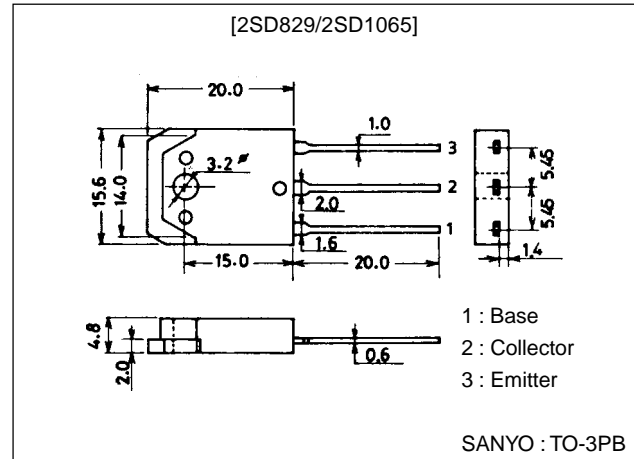 [2SD829/2SD1065]
20.0
1.0
3
3.2 ø
2
2.0
1
1.6
15.6
14.0
15.0
20.0
5.45
5.45
1.4
4.8
2.0
0.6
1 : Base
2 : Collector
3 : Emitter
SANYO : TO-3PB